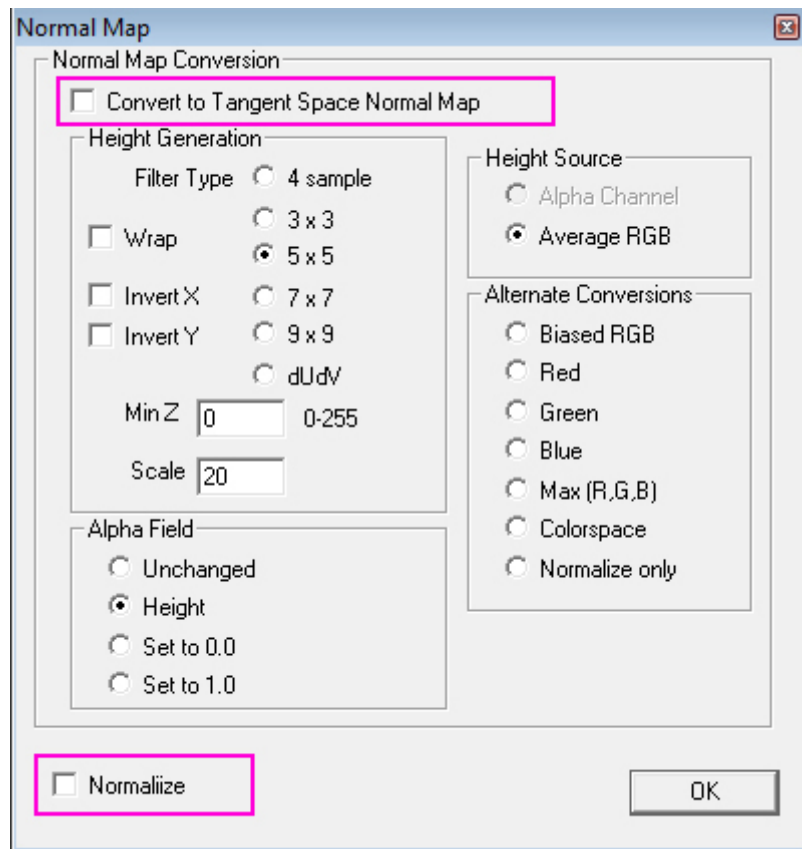 Normal Map
Normal Map Conversion
Convert to Tangent Space Normal Map
Height Generation
Filter Type
4 sample
3 x 3
Wrap
5 x 5
Invert X
7 x 7
Invert Y
9 x 9
dUdV
Min Z
0
0-255
Scale
20
Height Source
Alpha Channel
Average RGB
Alternate Conversions
Biased RGB
Red
Green
Blue
Max (R,G,B)
Colorspace
Normalize only
Alpha Field
Unchanged
Height
Set to 0.0
Set to 1.0
Normaliize
OK